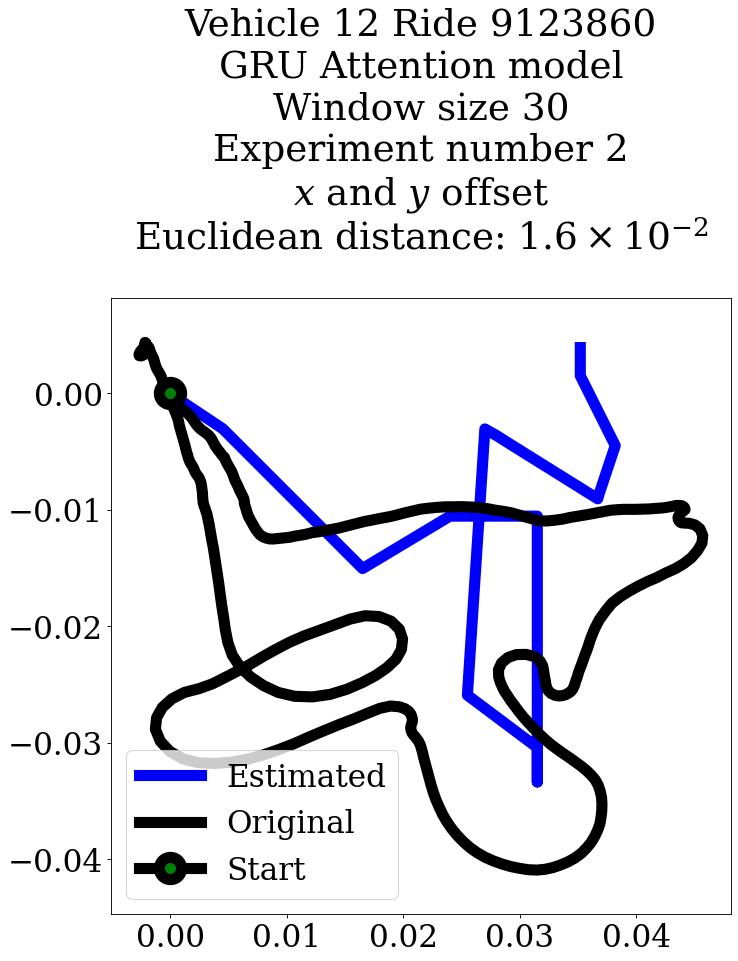 Vehicle 12 Ride 9123860
GRU Attention model
Window size 30
Experiment number 2
x and y offset
Euclidean distance: 1.6 × 10⁻²
0.00
−0.01
−0.02
−0.03
−0.04
Estimated
Original
Start
0.00 0.01 0.02 0.03 0.04